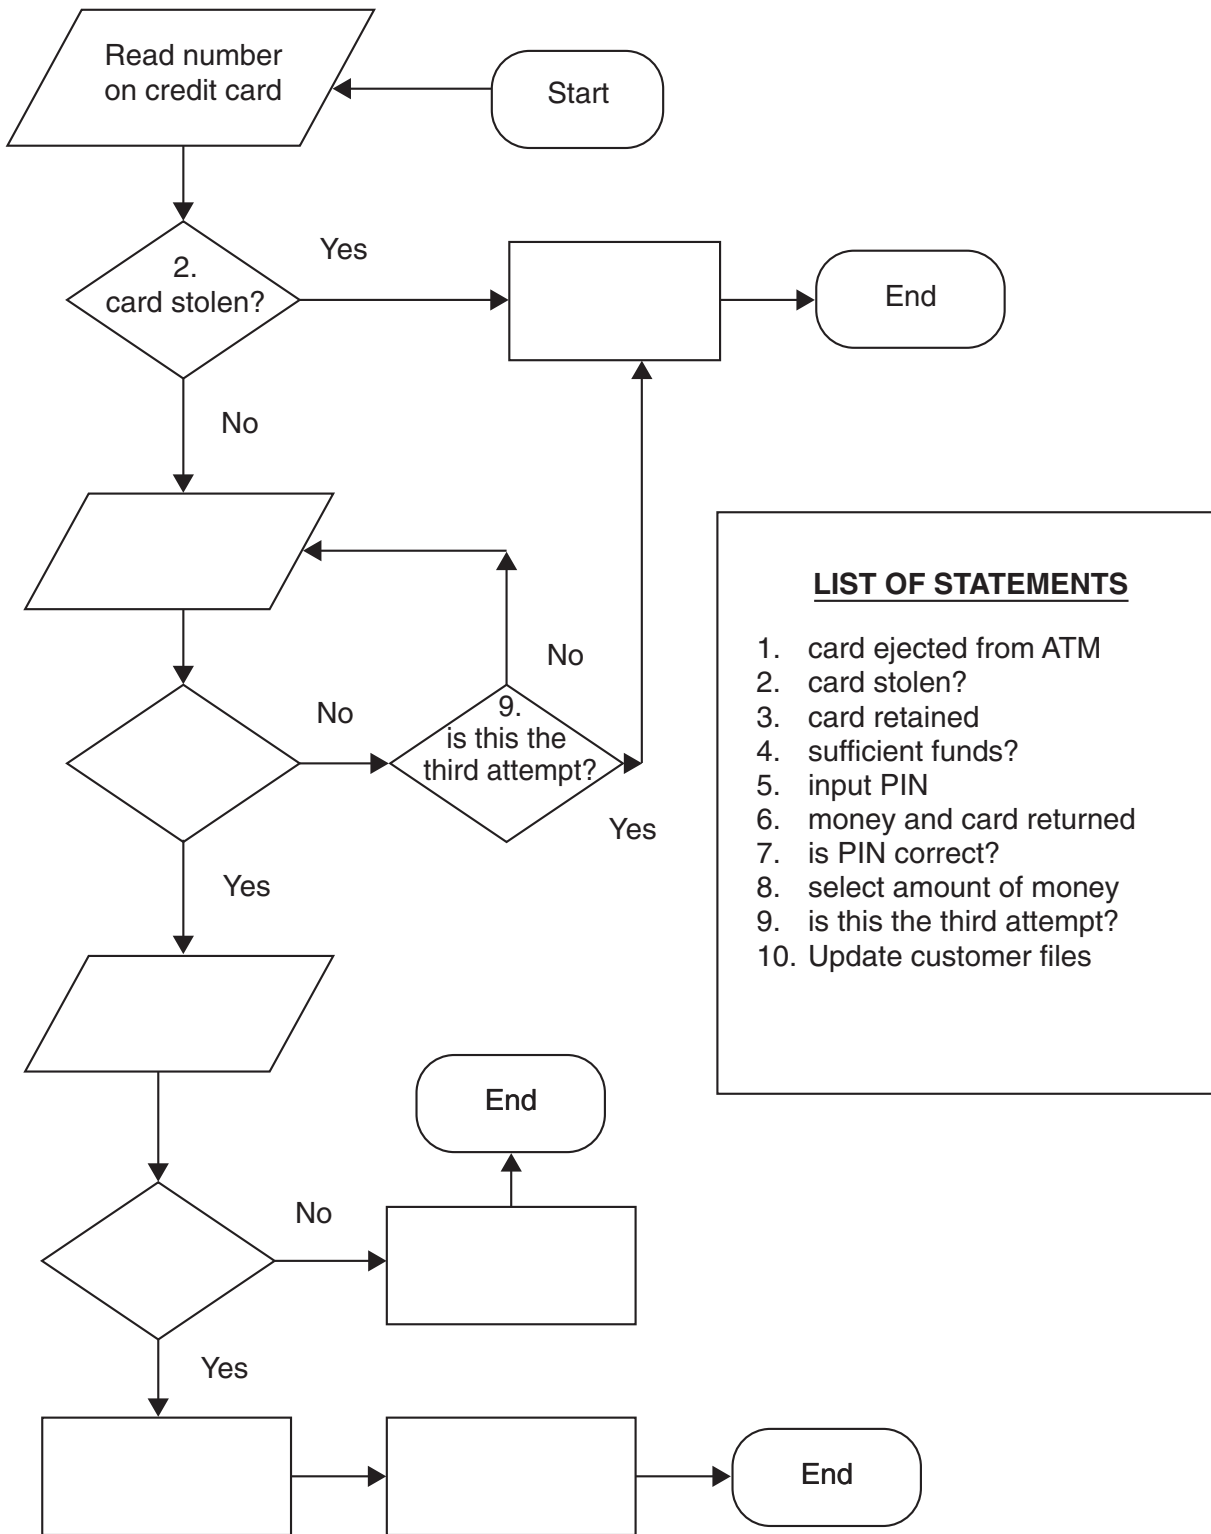 Read number
on credit card
Start
2.
card stolen?
Yes
End
No
No
No
9.
is this the
third attempt?
Yes
Yes
LIST OF STATEMENTS
1. card ejected from ATM
2. card stolen?
3. card retained
4. sufficient funds?
5. input PIN
6. money and card returned
7. is PIN correct?
8. select amount of money
9. is this the third attempt?
10. Update customer files
End
No
Yes
End